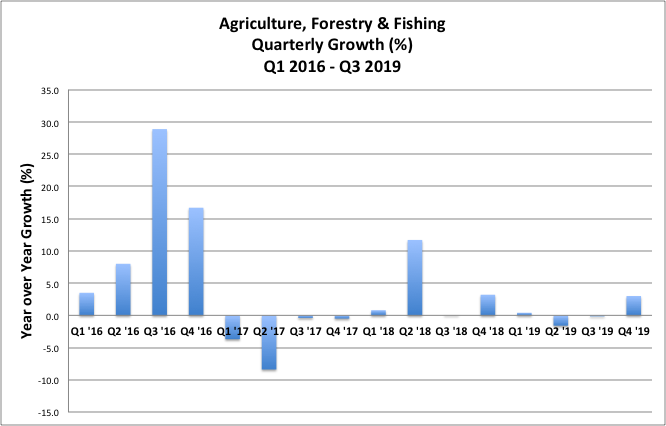 Agriculture, Forestry & Fishing
Quarterly Growth (%)
Q1 2016 - Q3 2019
35.0
30.0
25.0
20.0
15.0
10.0
5.0
0.0
-5.0
-10.0
-15.0
Year over Year Growth (%)
Q1 '16 Q2 '16 Q3 '16 Q4 '16 Q1 '17 Q2 '17 Q3 '17 Q4 '17 Q1 '18 Q2 '18 Q3 '18 Q4 '18 Q1 '19 Q2 '19 Q3 '19 Q4 '19